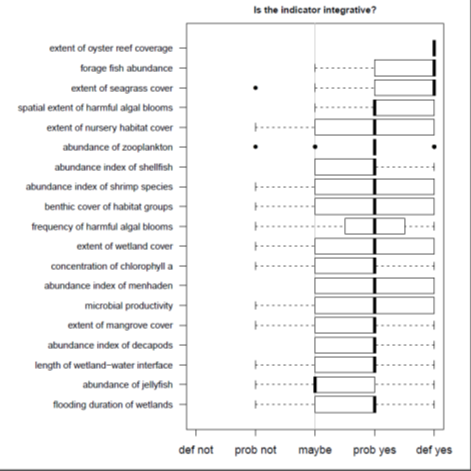 Is the indicator integrative?
extent of oyster reef coverage
forage fish abundance
extent of seagrass cover
spatial extent of harmful algal blooms
extent of nursery habitat cover
abundance of zooplankton
abundance index of shellfish
abundance index of shrimp species
benthic cover of habitat groups
frequency of harmful algal blooms
extent of wetland cover
concentration of chlorophyll a
abundance index of menhaden
microbial productivity
extent of mangrove cover
abundance index of decapods
length of wetland−water interface
abundance of jellyfish
flooding duration of wetlands
def not prob not maybe prob yes def yes